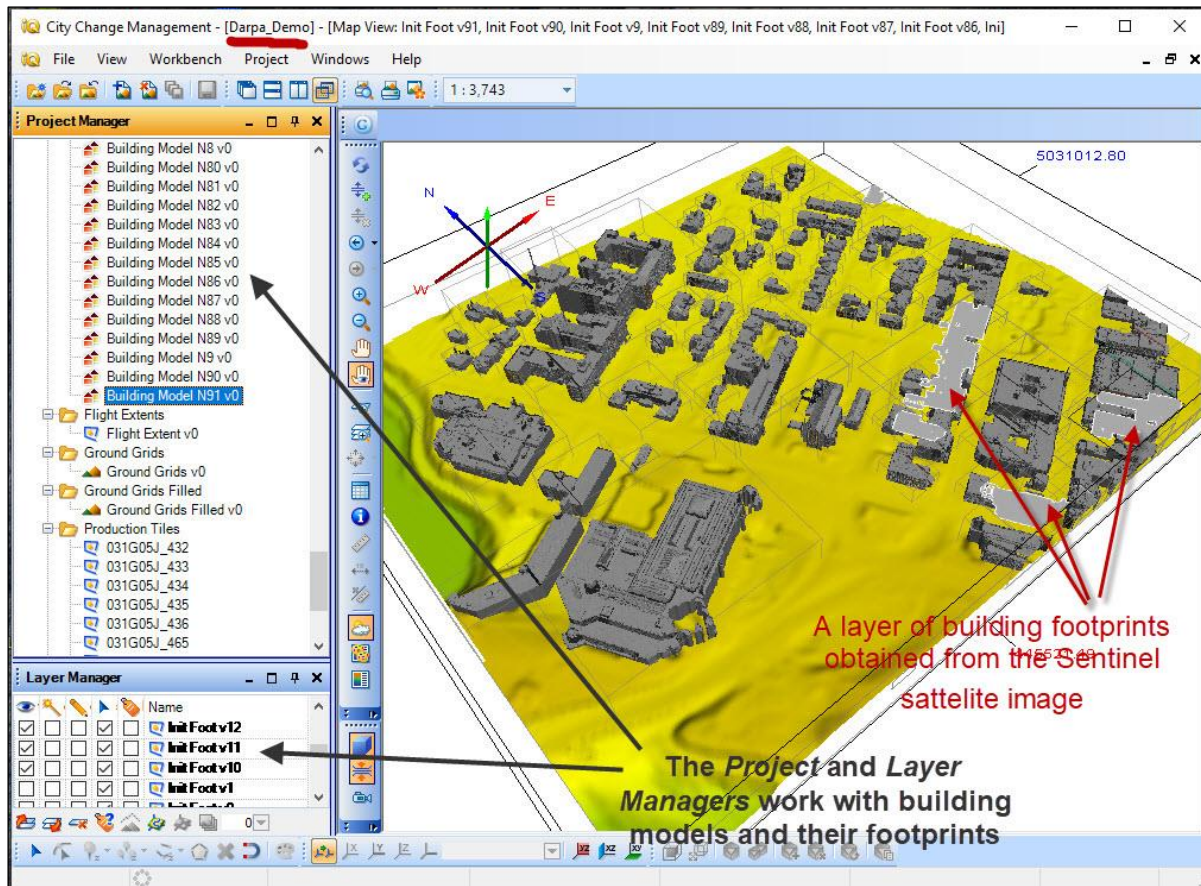 City Change Management - [Darpa_Demo] - [Map View: Init Foot v91, Init Foot v90, Init Foot v9, Init Foot v89, Init Foot v88, Init Foot v87, Init Foot v86, Ini]
File View Workbench Project Windows Help
1 : 3,743
Project Manager
Building Model N8 v0
Building Model N80 v0
Building Model N81 v0
Building Model N82 v0
Building Model N83 v0
Building Model N84 v0
Building Model N85 v0
Building Model N86 v0
Building Model N87 v0
Building Model N88 v0
Building Model N89 v0
Building Model N9 v0
Building Model N90 v0
Building Model N91 v0
Flight Extents
Flight Extent v0
Ground Grids
Ground Grids v0
Ground Grids Filled
Ground Grids Filled v0
Production Tiles
031G05J_432
031G05J_433
031G05J_434
031G05J_435
031G05J_436
031G05J_465
Layer Manager
Name
Init Foot v12
Init Foot v11
Init Foot v10
Init Foot v1
0
5031012.80
N
E
W
S
A layer of building footprints
obtained from the Sentinel
sattelite image
The Project and Layer
Managers work with building
models and their footprints
X Y Z
yz xz xy